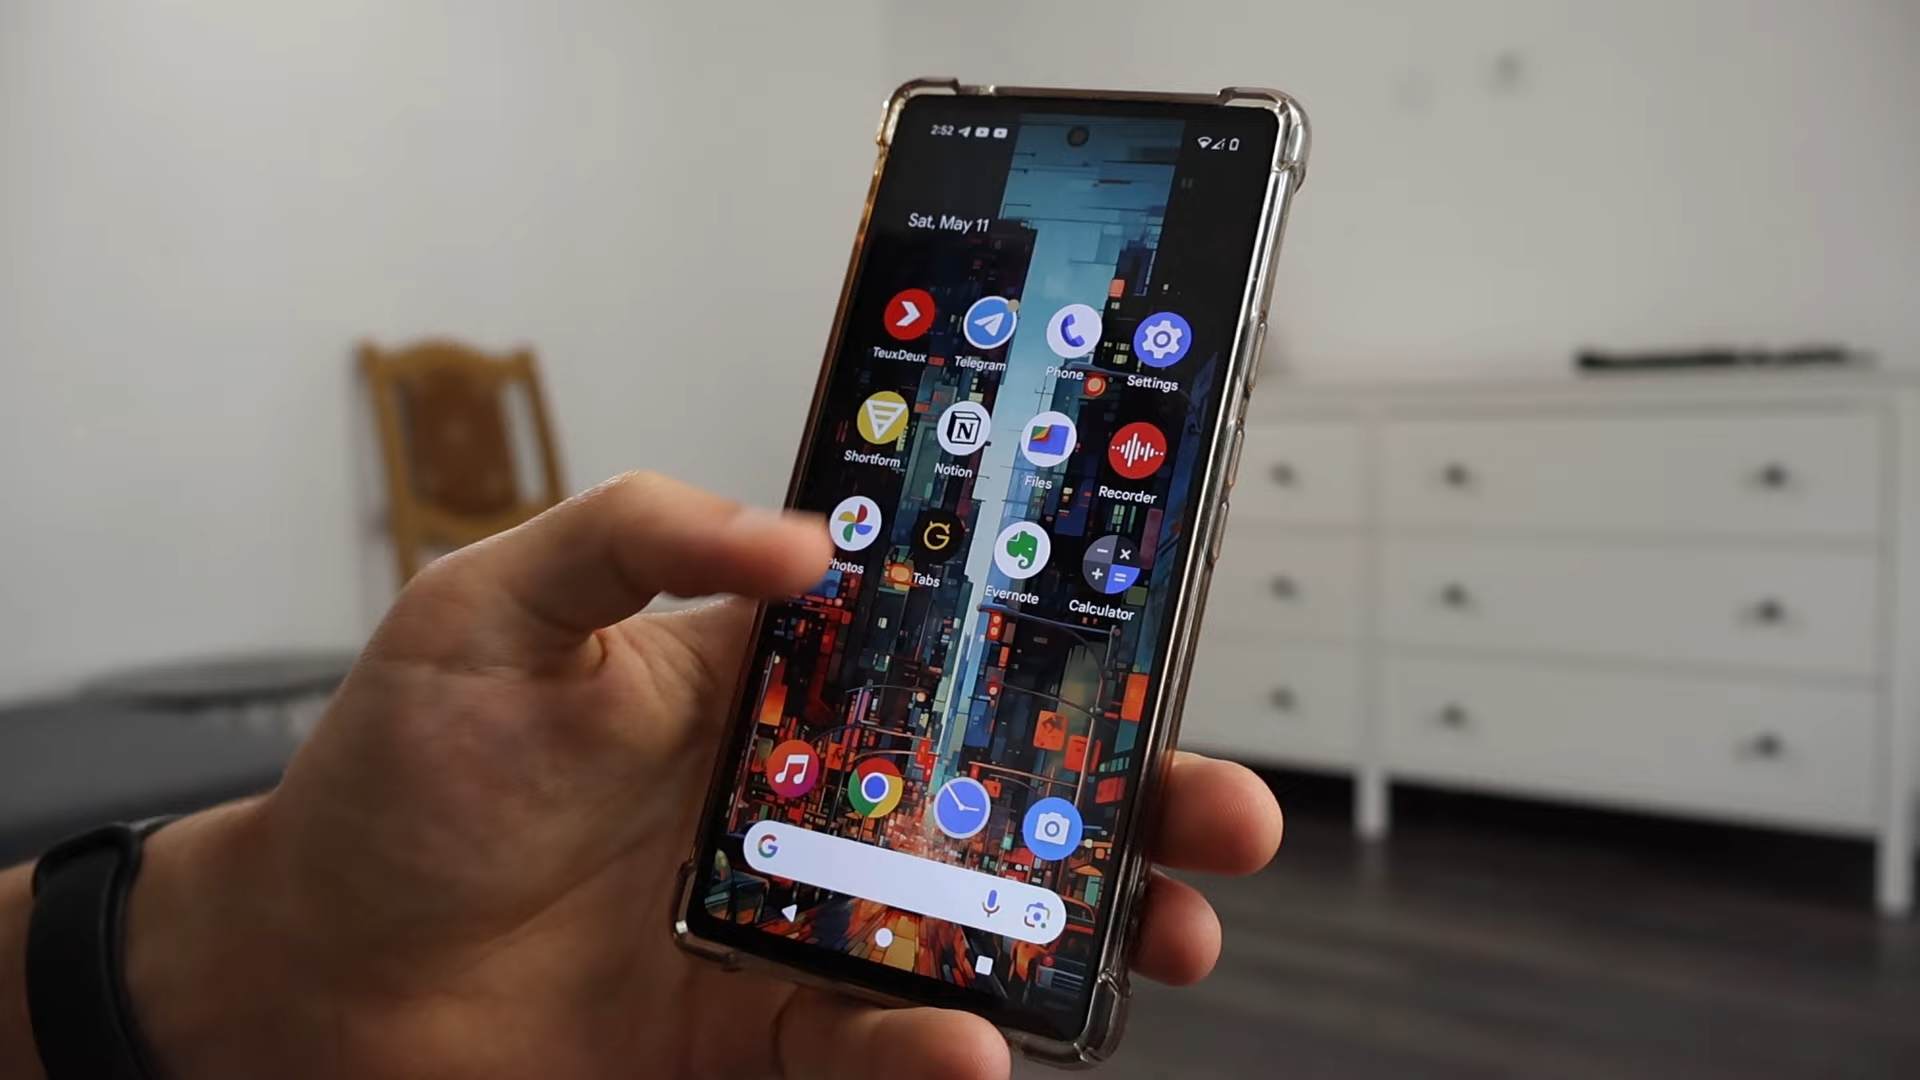 2:52
Sat, May 11
TeuxDeux Telegram Phone Settings
Shortform Notion Files Recorder
Photos Tabs Evernote Calculator